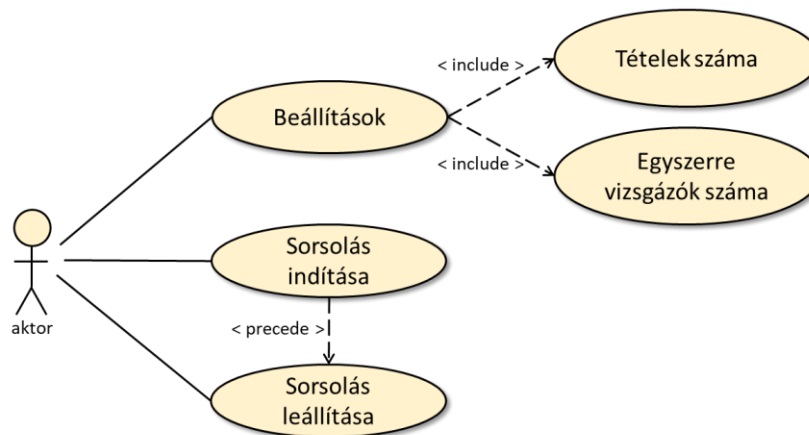 Tételek száma
< include >
Beállítások
< include >
Egyszerre
vizsgázók száma
Sorsolás
indítása
aktor
< precede >
Sorsolás
leállítása